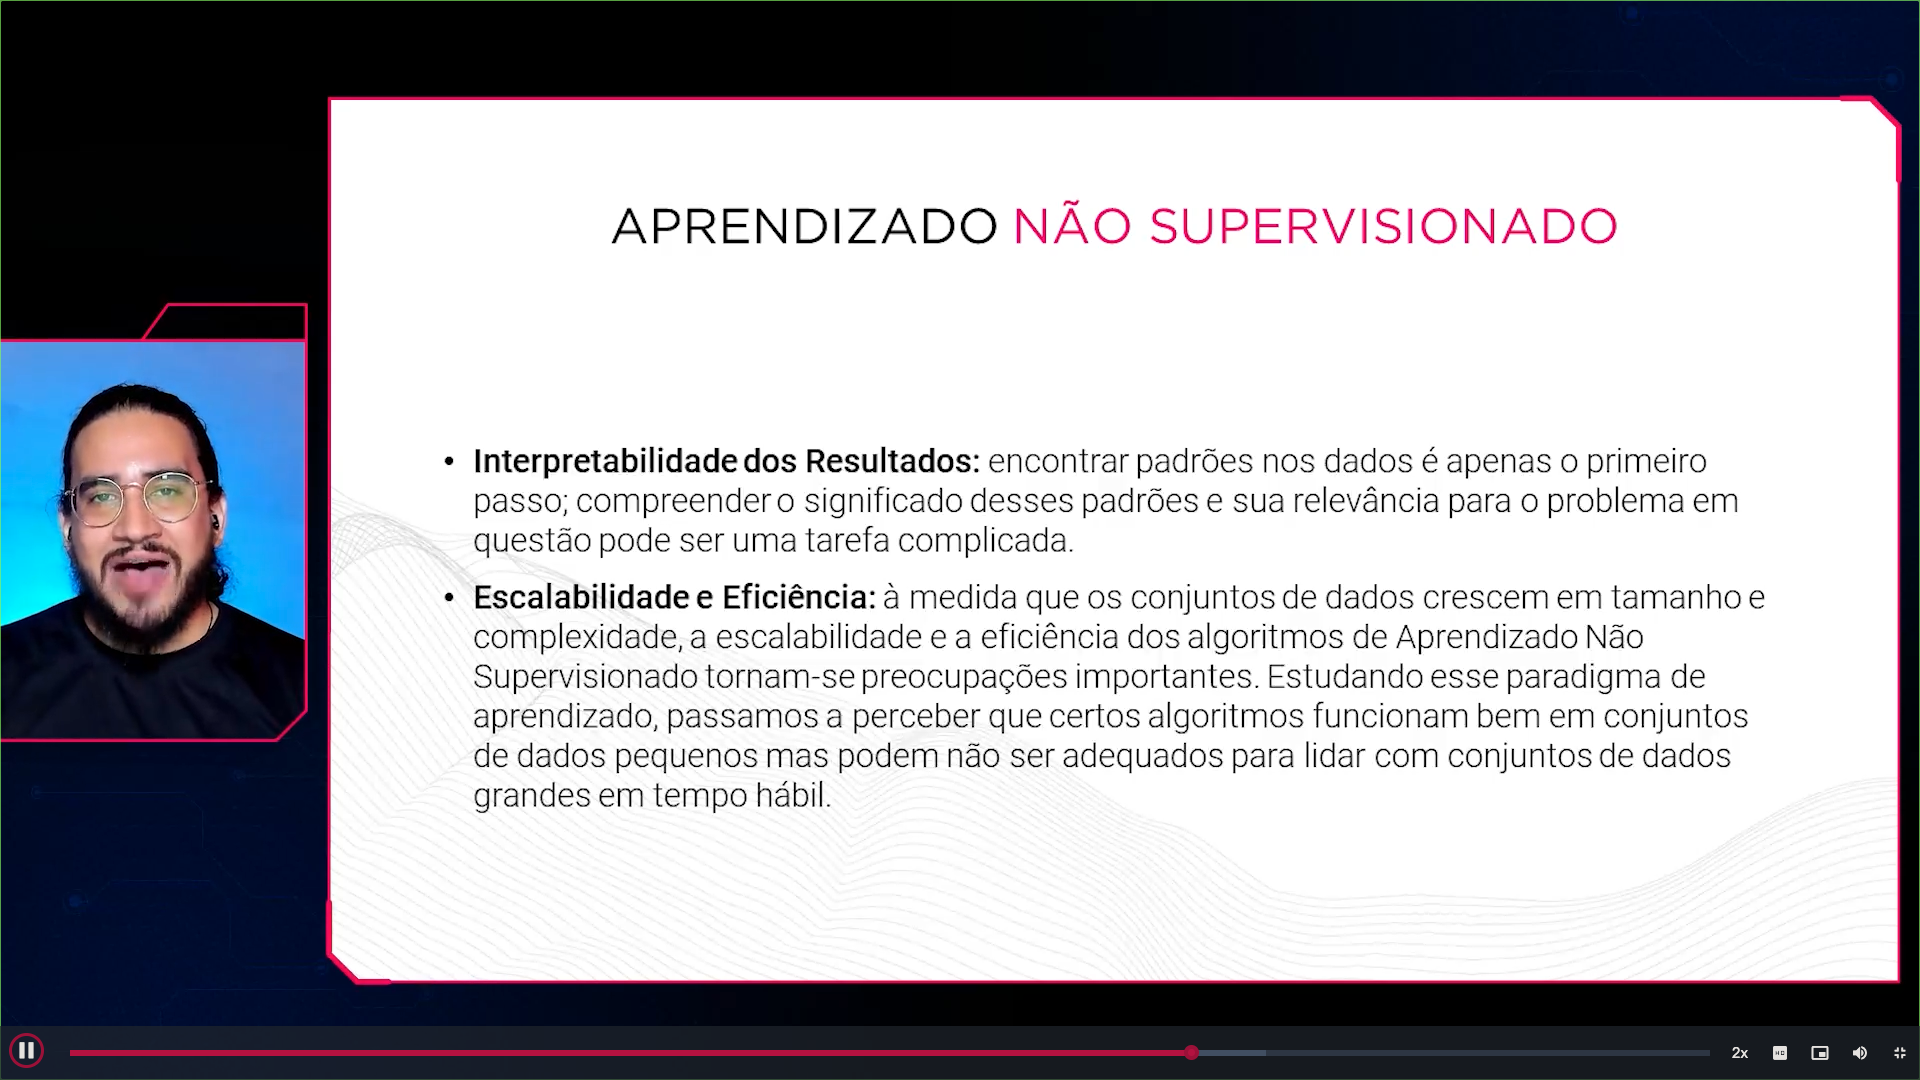 APRENDIZADO NÃO SUPERVISIONADO
• Interpretabilidade dos Resultados: encontrar padrões nos dados é apenas o primeiro
passo; compreender o significado desses padrões e sua relevância para o problema em
questão pode ser uma tarefa complicada.
• Escalabilidade e Eficiência: à medida que os conjuntos de dados crescem em tamanho e
complexidade, a escalabilidade e a eficiência dos algoritmos de Aprendizado Não
Supervisionado tornam-se preocupações importantes. Estudando esse paradigma de
aprendizado, passamos a perceber que certos algoritmos funcionam bem em conjuntos
de dados pequenos mas podem não ser adequados para lidar com conjuntos de dados
grandes em tempo hábil.
2x
HD